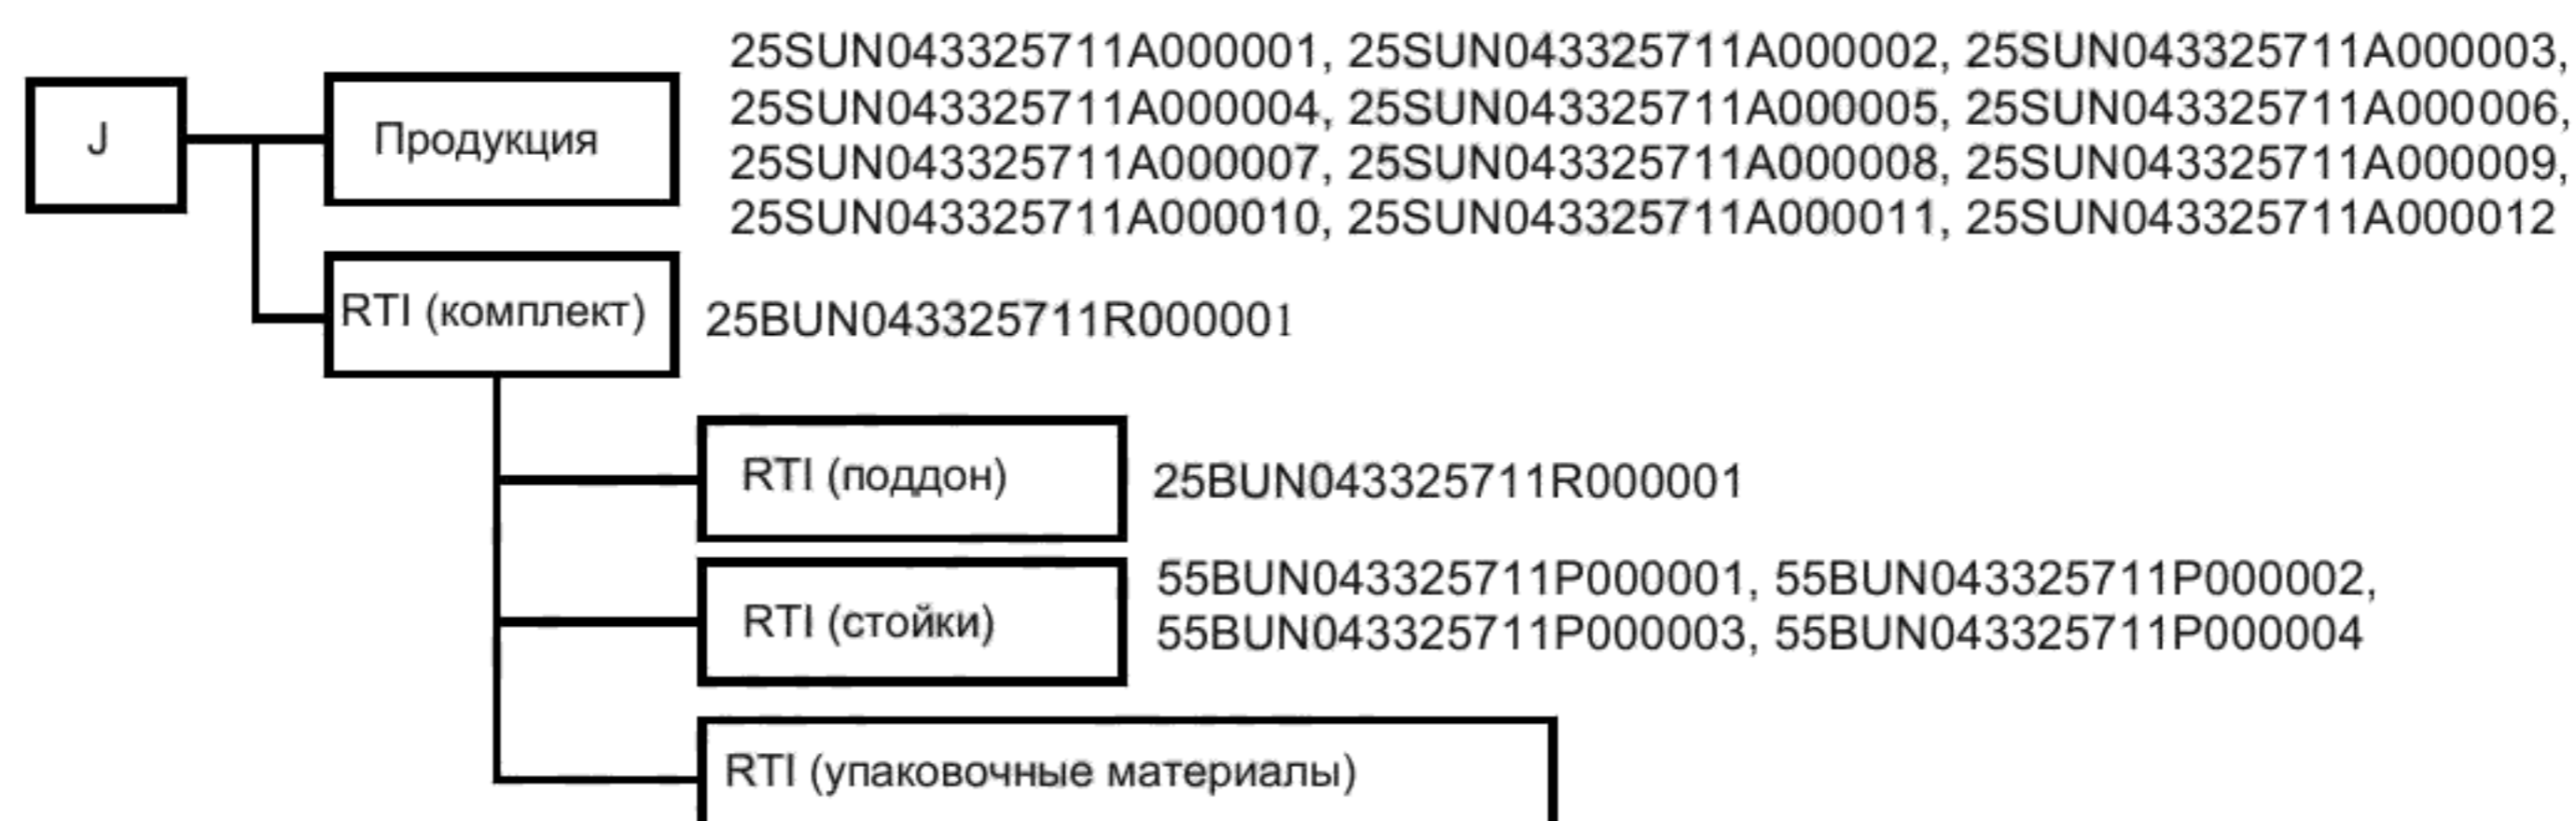 25SUN043325711A000001, 25SUN043325711A000002, 25SUN043325711A000003,
25SUN043325711A000004, 25SUN043325711A000005, 25SUN043325711A000006,
J
Продукция
25SUN043325711A000007, 25SUN043325711A000008, 25SUN043325711A000009,
25SUN043325711A000010, 25SUN043325711A000011, 25SUN043325711A000012
RTI (комплект)
25BUN043325711R000001
RTI (поддон)
25BUN043325711R000001
55BUN043325711P000001, 55BUN043325711P000002,
RTI (стойки)
55BUN043325711P000003, 55BUN043325711P000004
RTI (упаковочные материалы)